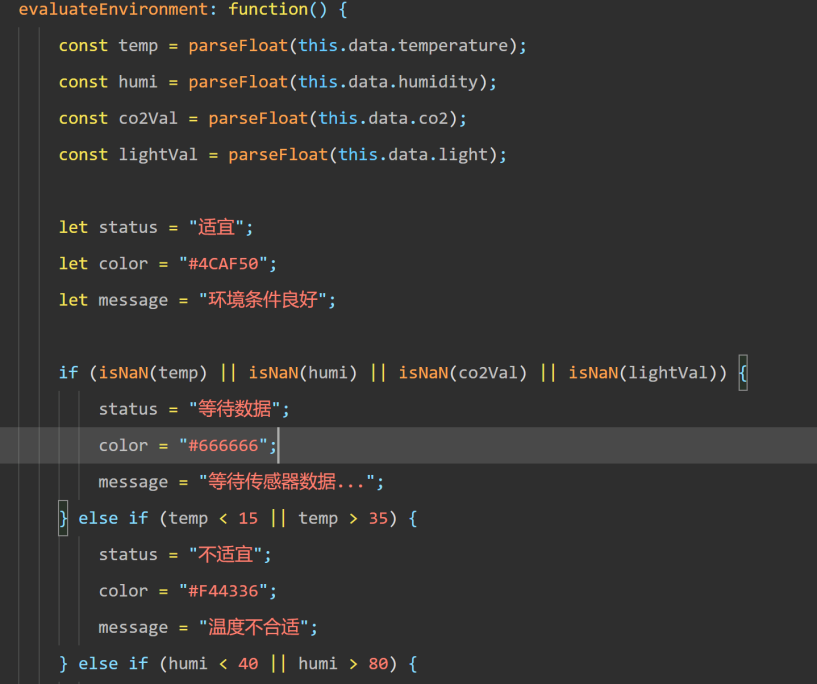 evaluateEnvironment: function() {
const temp = parseFloat(this.data.temperature);
const humi = parseFloat(this.data.humidity);
const co2Val = parseFloat(this.data.co2);
const lightVal = parseFloat(this.data.light);
let status = "适宜";
let color = "#4CAF50";
let message = "环境条件良好";
if (isNaN(temp) || isNaN(humi) || isNaN(co2Val) || isNaN(lightVal)) {
status = "等待数据";
color = "#666666";
message = "等待传感器数据...";
} else if (temp < 15 || temp > 35) {
status = "不适宜";
color = "#F44336";
message = "温度不合适";
} else if (humi < 40 || humi > 80) {